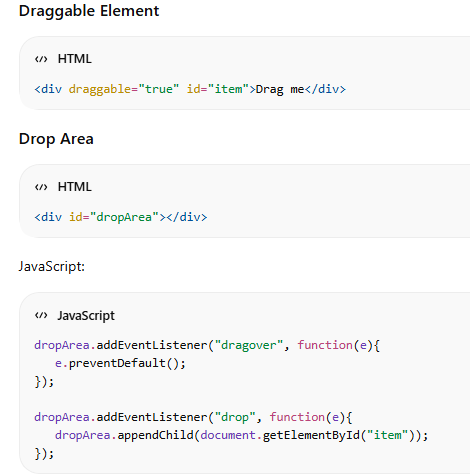 Draggable Element
</> HTML
<div draggable="true" id="item">Drag me</div>
Drop Area
</> HTML
<div id="dropArea"></div>
JavaScript:
</> JavaScript
dropArea.addEventListener("dragover", function(e){
   e.preventDefault();
});
dropArea.addEventListener("drop", function(e){
   dropArea.appendChild(document.getElementById("item"));
});